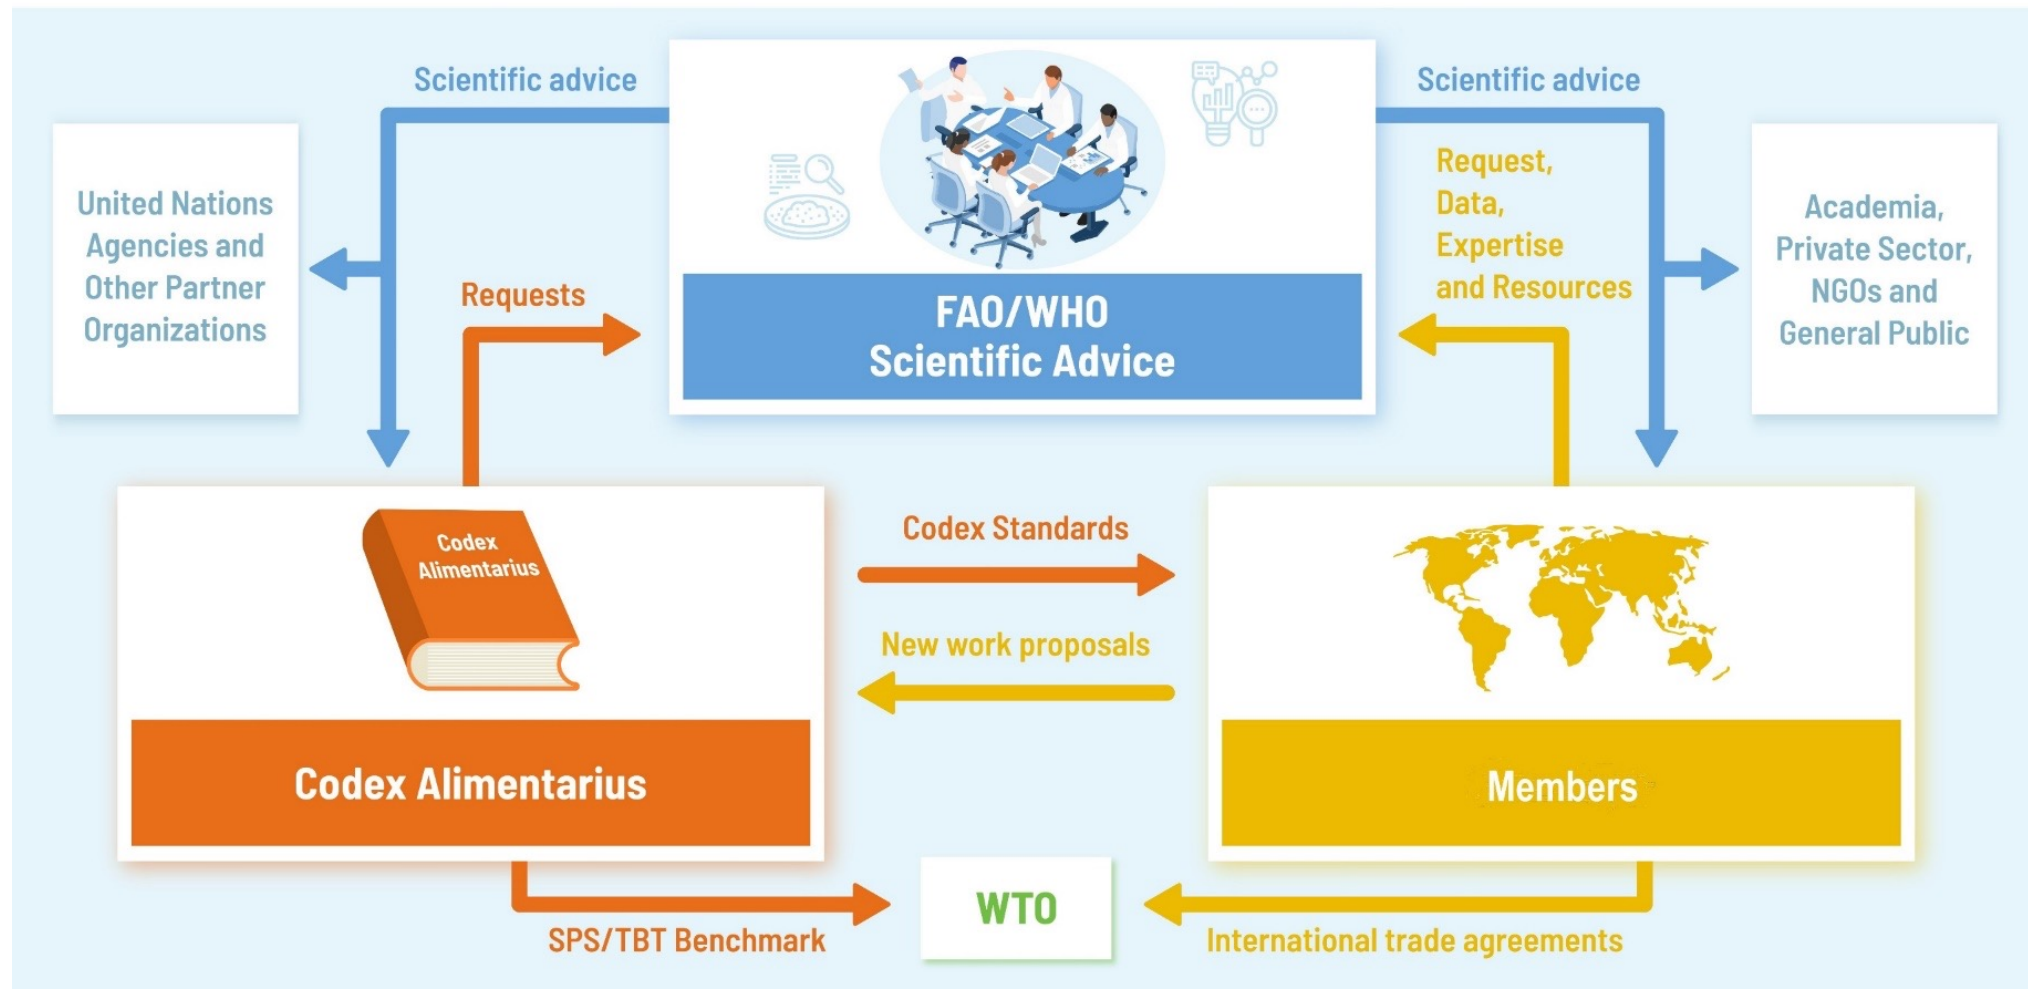 Scientific advice
Scientific advice
United Nations
Agencies and
Other Partner
Organizations
Requests
FAO/WHO
Scientific Advice
Request,
Data,
Expertise
and Resources
Academia,
Private Sector,
NGOs and
General Public
Codex
Alimentarius
Codex Alimentarius
Codex Standards
New work proposals
Members
SPS/TBT Benchmark
WTO
International trade agreements